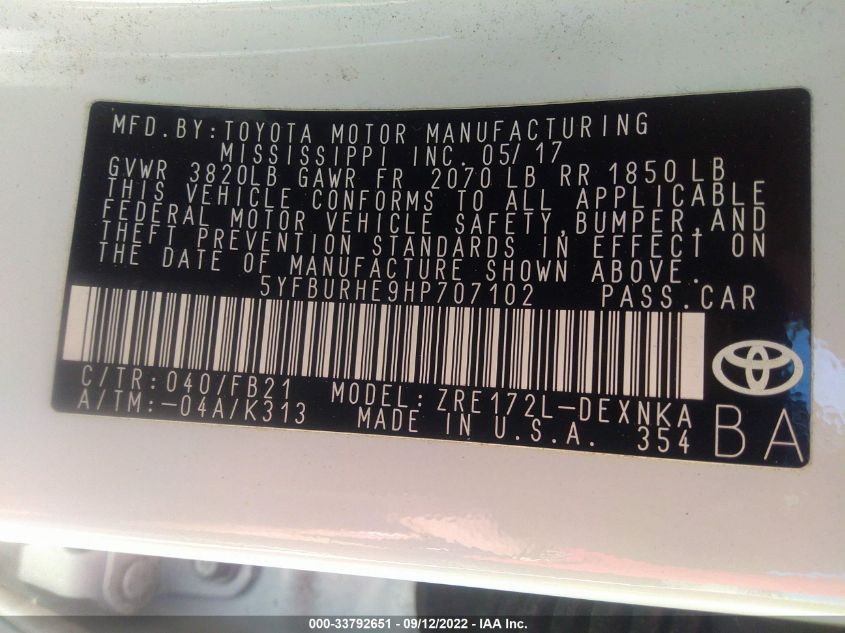 MFD.BY:TOYOTA MOTOR MANUFACTURING
MISSISSIPPI INC. 05/17
GVWR 3820LB GAWR FR 2070 LB RR 1850 LB
THIS VEHICLE CONFORMS TO ALL APPLICABLE
FEDERAL MOTOR VEHICLE SAFETY, BUMPER, AND
THEFT PREVENTION STANDARDS IN EFFECT ON
THE DATE OF MANUFACTURE SHOWN ABOVE.
5YFBURHE9HP707102 PASS.CAR
C/TR:040/FB21 MODEL:ZRE172L-DEXNKA
A/TM:-04A/K313 MADE IN U.S.A. 354
BA
000-33792651 - 09/12/2022 - IAA Inc.